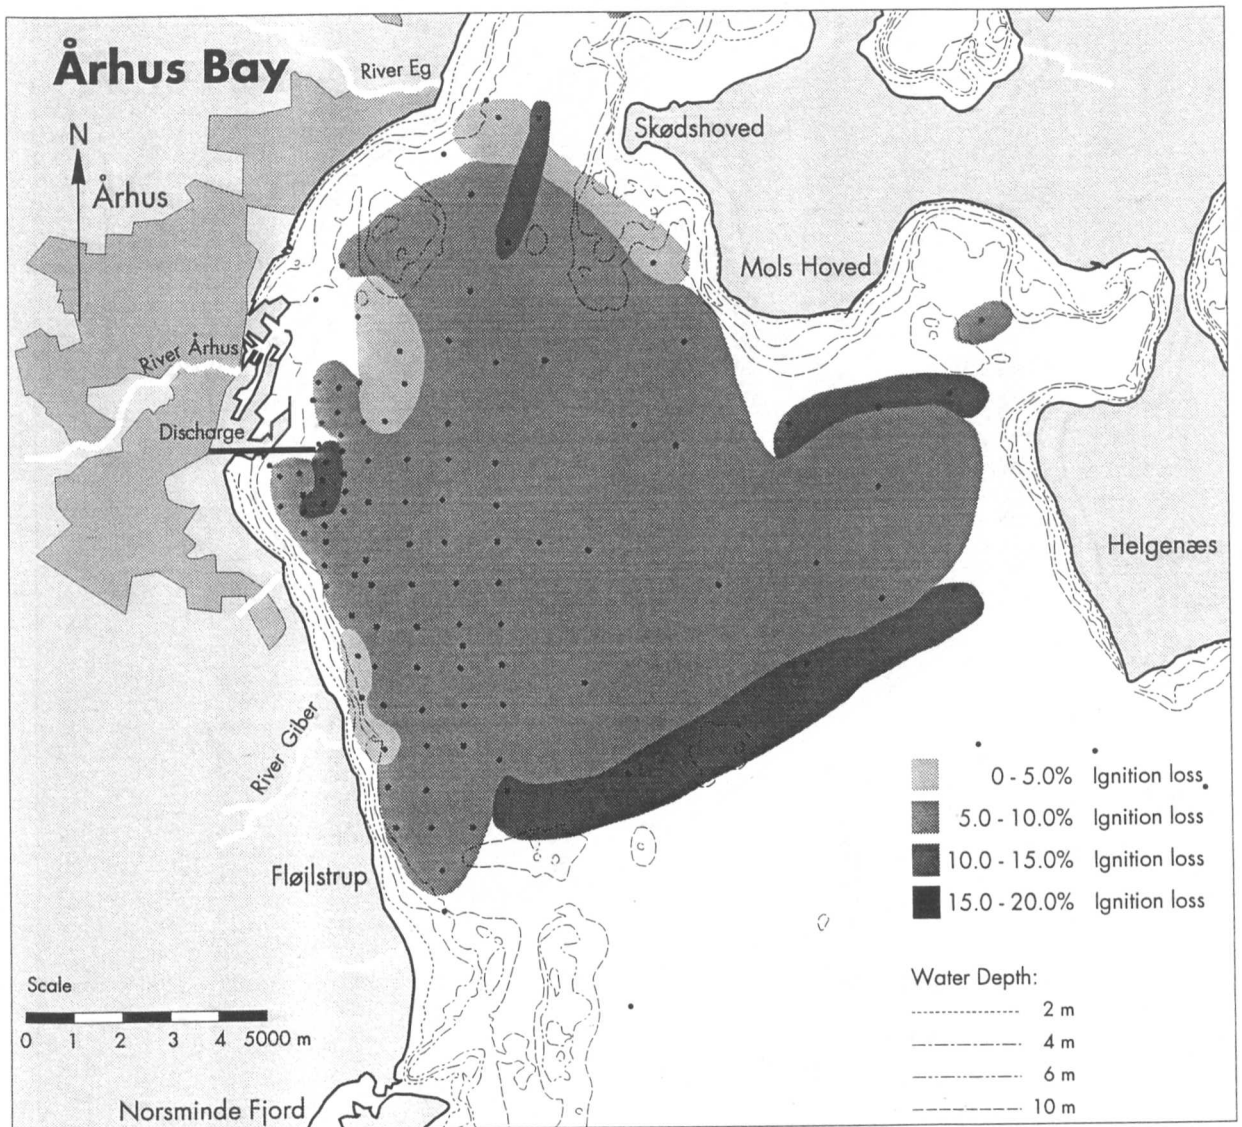 Århus Bay
River Eg
N
Skødshoved
Århus
Mols Hoved
River Århus
Discharge
Helgenæs
River Giber
0 - 5.0% Ignition loss
5.0 - 10.0% Ignition loss
10.0 - 15.0% Ignition loss
15.0 - 20.0% Ignition loss
Fløjlstrup
Water Depth:
2 m
4 m
6 m
10 m
Scale
0 1 2 3 4 5000 m
Norsminde Fjord